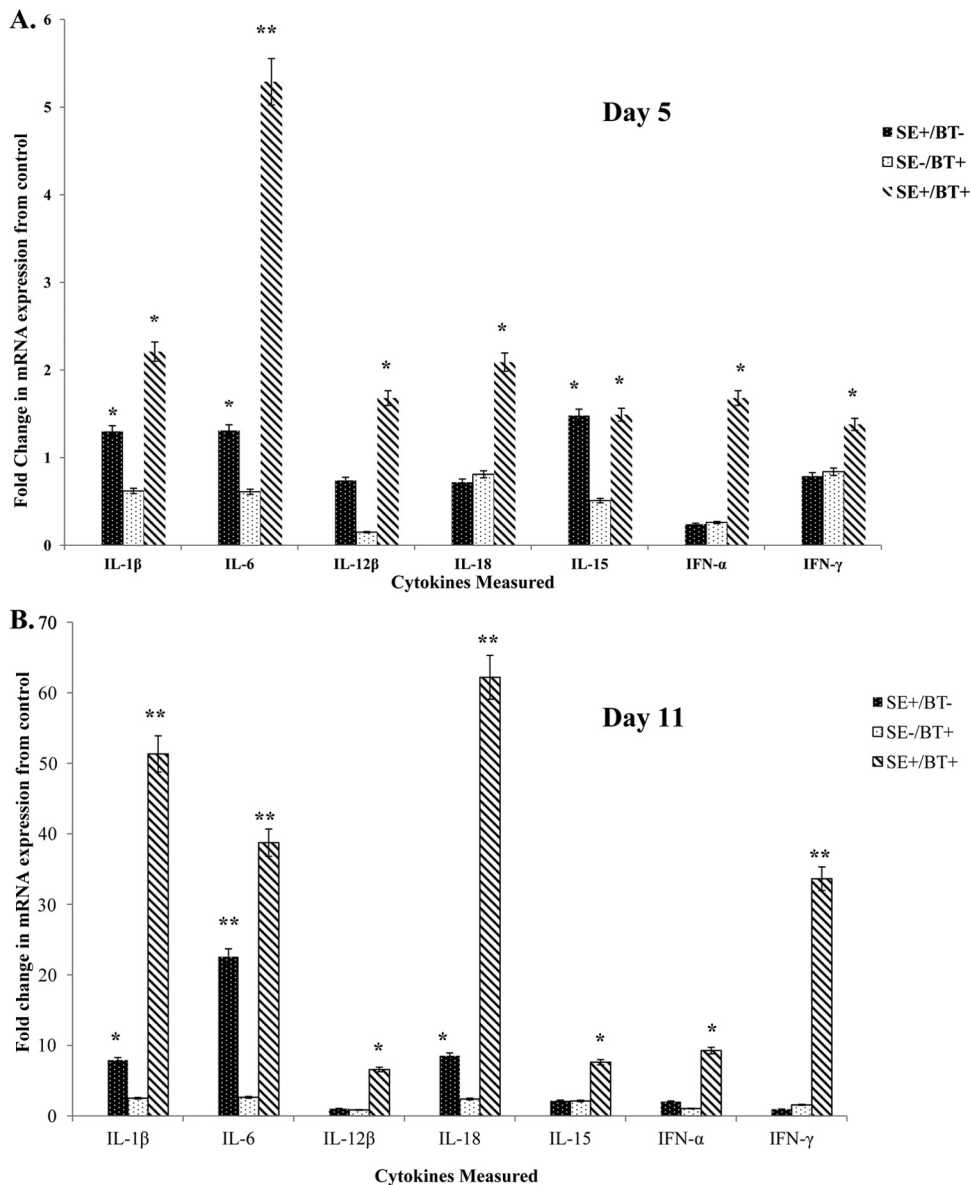 A.
Fold Change in mRNA expression from control
6
5
4
3
2
1
0
Day 5
**
* * * * * * * * *
SE+/BT-
SE-/BT+
SE+/BT+
IL-1β IL-6 IL-12β IL-18 IL-15 IFN-α IFN-γ
Cytokines Measured
B.
Fold change in mRNA expression from control
70
60
50
40
30
20
10
0
Day 11
** ** ** ** **
* * * * *
SE+/BT-
SE-/BT+
SE+/BT+
IL-1β IL-6 IL-12β IL-18 IL-15 IFN-α IFN-γ
Cytokines Measured